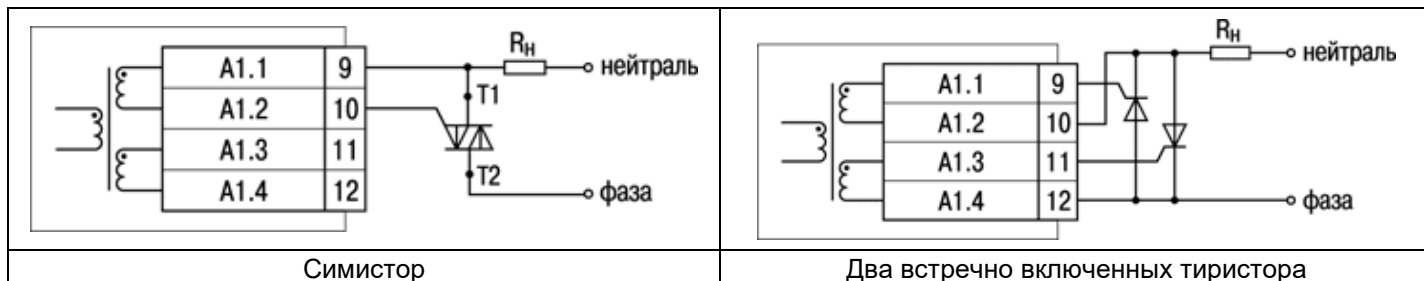 A1.1 9
A1.2 10
A1.3 11
A1.4 12
Rн
нейтраль
T1
T2
фаза
Симистор
A1.1 9
A1.2 10
A1.3 11
A1.4 12
Rн
нейтраль
фаза
Два встречно включенных тиристора